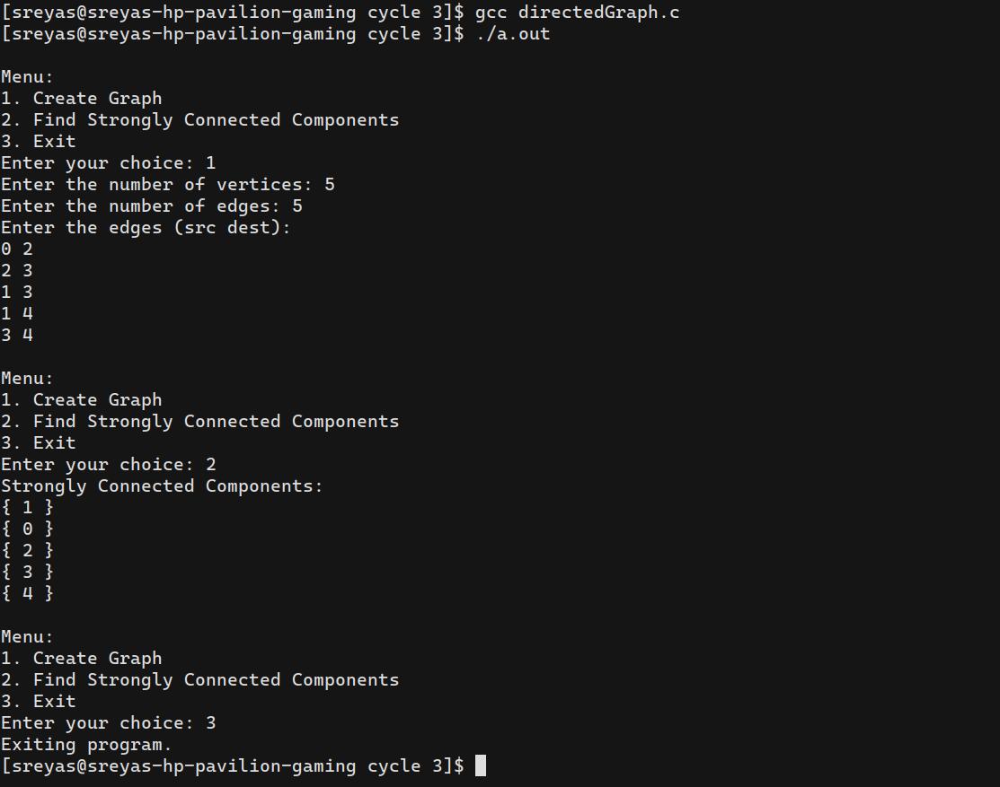 [sreyas@sreyas-hp-pavilion-gaming cycle 3]$ gcc directedGraph.c
[sreyas@sreyas-hp-pavilion-gaming cycle 3]$ ./a.out
Menu:
1. Create Graph
2. Find Strongly Connected Components
3. Exit
Enter your choice: 1
Enter the number of vertices: 5
Enter the number of edges: 5
Enter the edges (src dest):
0 2
2 3
1 3
1 4
3 4
Menu:
1. Create Graph
2. Find Strongly Connected Components
3. Exit
Enter your choice: 2
Strongly Connected Components:
{ 1 }
{ 0 }
{ 2 }
{ 3 }
{ 4 }
Menu:
1. Create Graph
2. Find Strongly Connected Components
3. Exit
Enter your choice: 3
Exiting program.
[sreyas@sreyas-hp-pavilion-gaming cycle 3]$